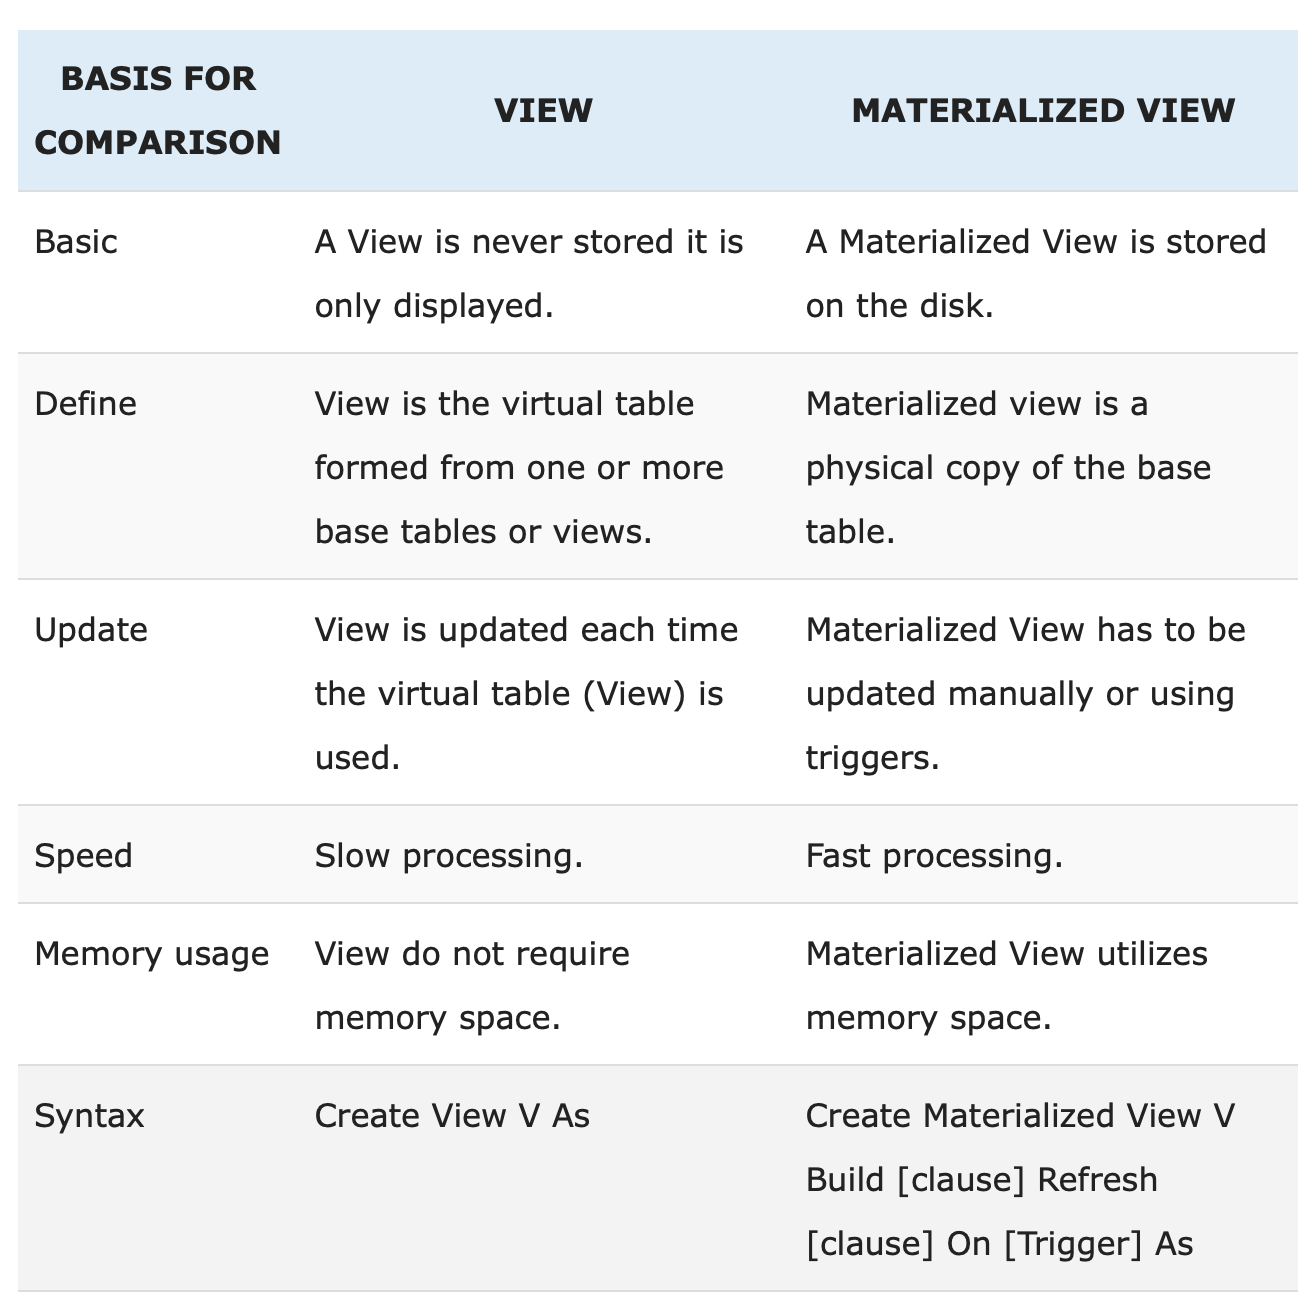 BASIS FOR
COMPARISON
VIEW
MATERIALIZED VIEW
Basic
A View is never stored it is
only displayed.
A Materialized View is stored
on the disk.
Define
View is the virtual table
formed from one or more
base tables or views.
Materialized view is a
physical copy of the base
table.
Update
View is updated each time
the virtual table (View) is
used.
Materialized View has to be
updated manually or using
triggers.
Speed
Slow processing.
Fast processing.
Memory usage
View do not require
memory space.
Materialized View utilizes
memory space.
Syntax
Create View V As
Create Materialized View V
Build [clause] Refresh
[clause] On [Trigger] As